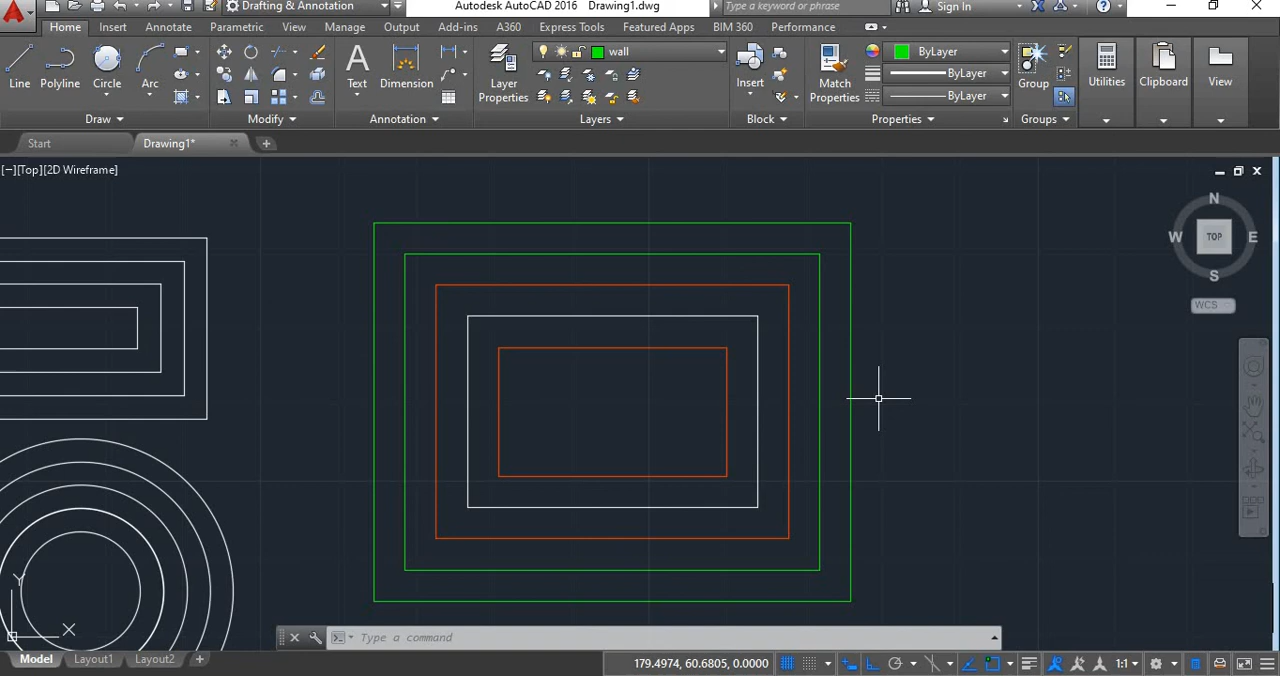 Drafting & Annotation
Autodesk AutoCAD 2016 Drawing1.dwg
Type a keyword or phrase
Sign In
Home Insert Annotate Parametric View Manage Output Add-ins A360 Express Tools Featured Apps BIM 360 Performance
Line Polyline Circle Arc
Text Dimension
Layer Properties
wall
Insert
Match Properties
ByLayer
ByLayer
ByLayer
Group
Utilities
Clipboard
View
Draw Modify Annotation Layers Block Properties Groups
Start Drawing1* +
[−][Top][2D Wireframe]
N
W TOP E
S
WCS
Y
X
Type a command
Model Layout1 Layout2 +
179.4974, 60.6805, 0.0000
1:1